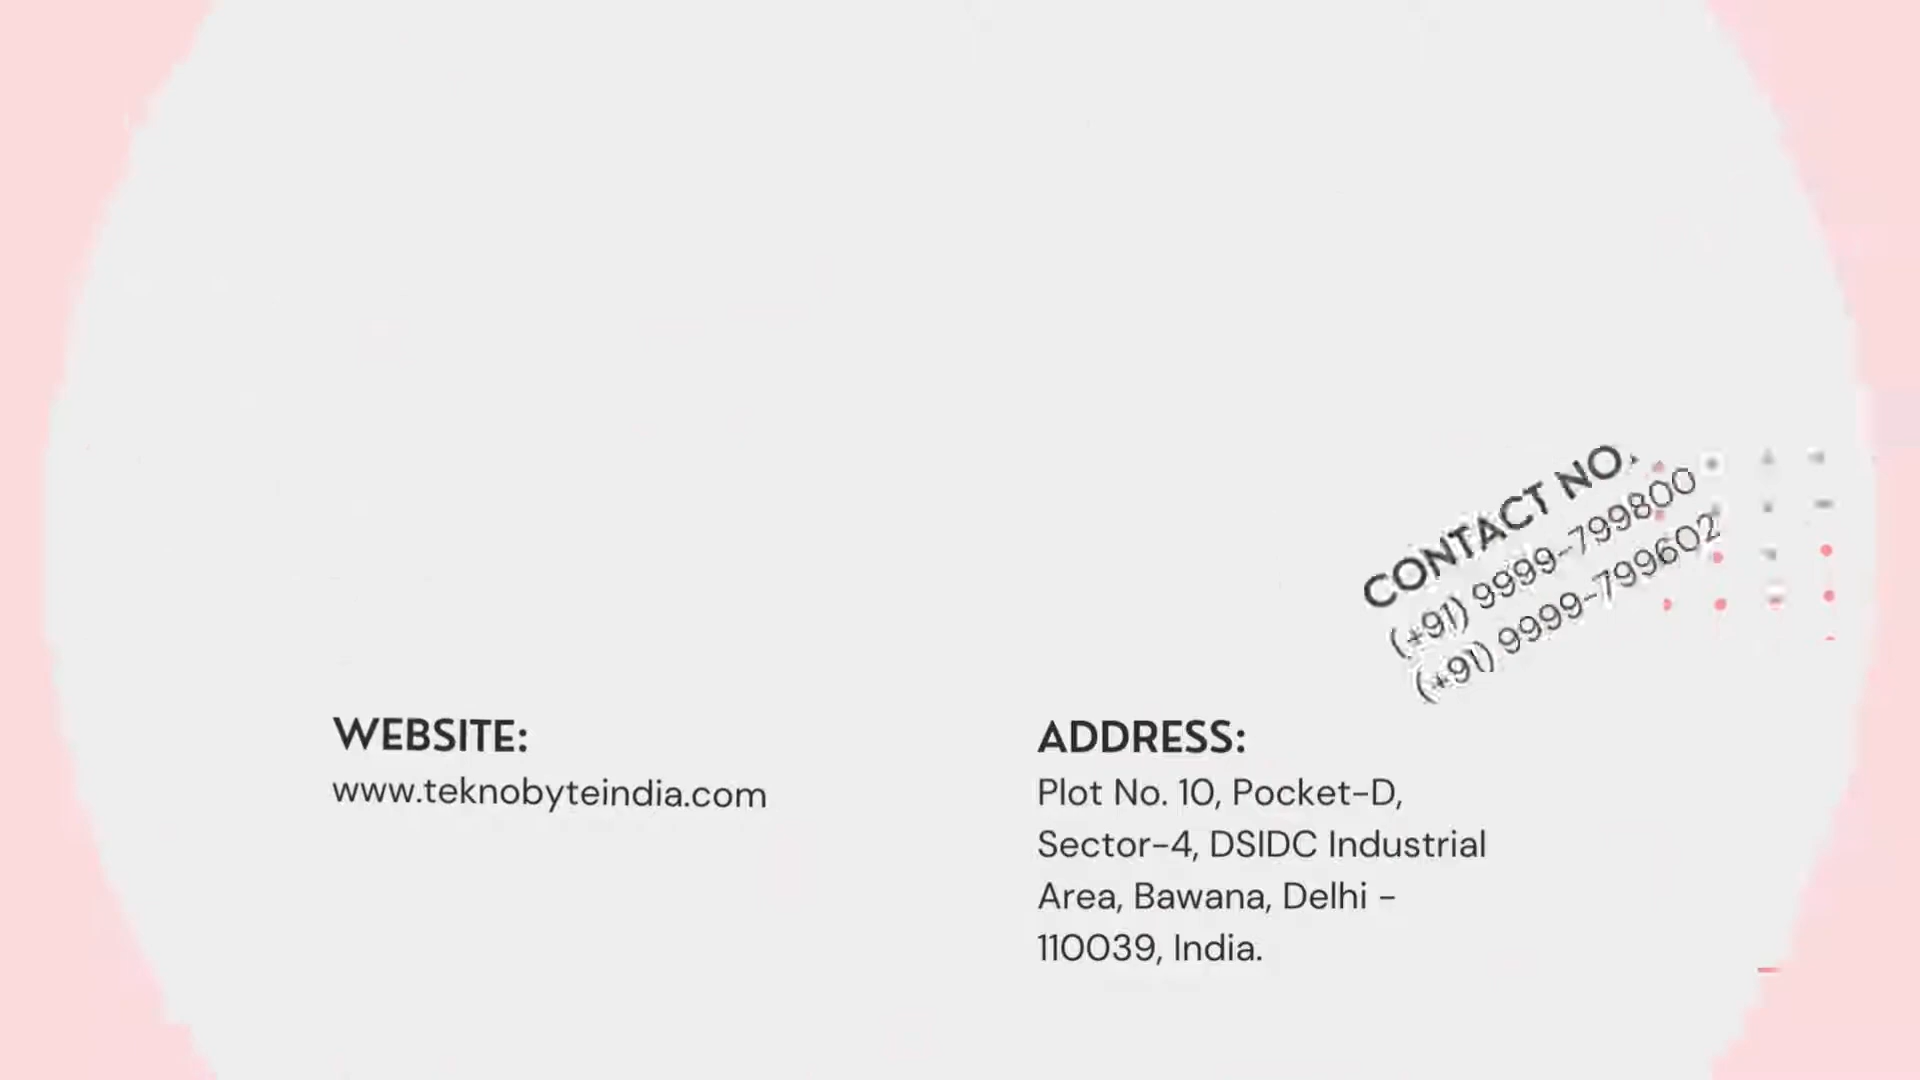 CONTACT NO.
(+91) 9999-799800
(+91) 9999-799602
WEBSITE:
www.teknobyteindia.com
ADDRESS:
Plot No. 10, Pocket-D,
Sector-4, DSIDC Industrial
Area, Bawana, Delhi -
110039, India.